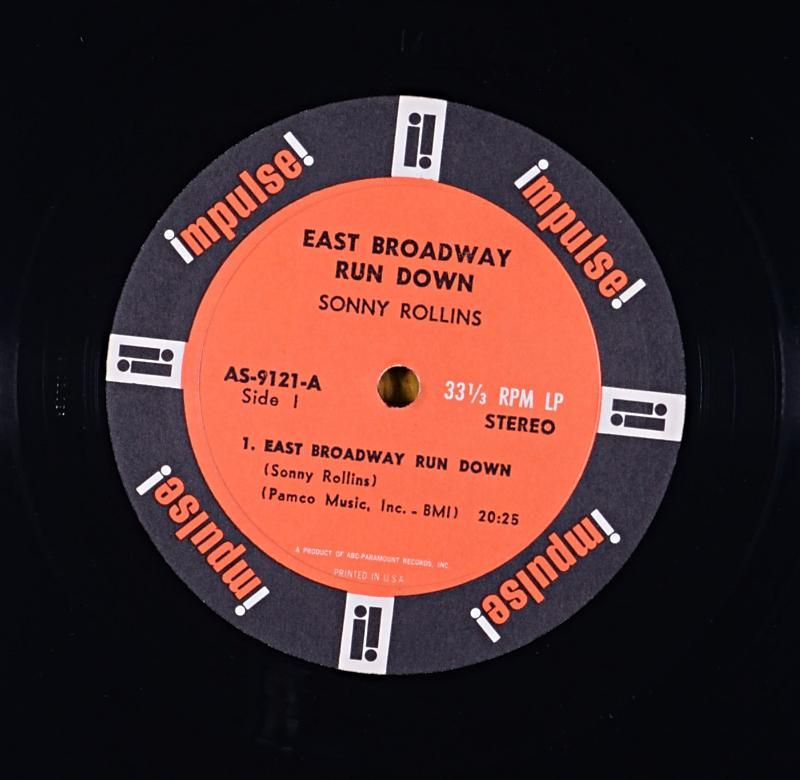 impulse!
impulse!
EAST BROADWAY
RUN DOWN
SONNY ROLLINS
AS-9121-A
Side 1
33 1/3 RPM LP
STEREO
1. EAST BROADWAY RUN DOWN
(Sonny Rollins)
(Pamco Music, Inc. - BMI) 20:25
A PRODUCT OF ABC-PARAMOUNT RECORDS, INC.
PRINTED IN U.S.A.
impulse!
impulse!